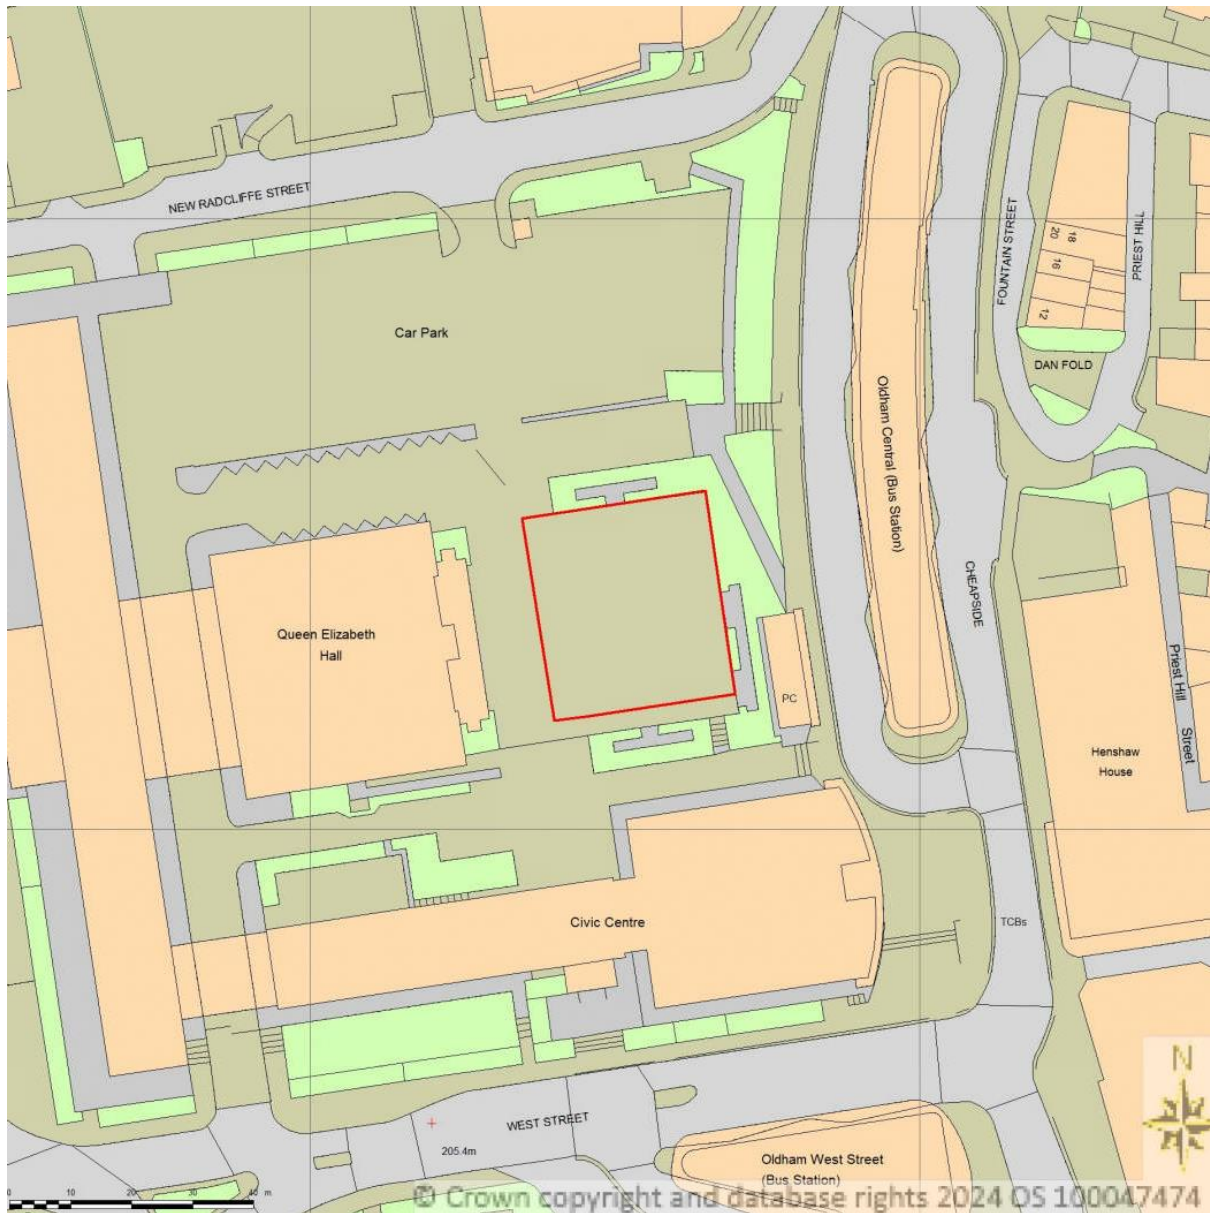 NEW RADCLIFFE STREET
FOUNTAIN STREET
PRIEST HILL
18
20
16
12
Car Park
DAN FOLD
Oldham Central (Bus Station)
CHEAPSIDE
Queen Elizabeth
Hall
Priest Hill
Street
PC
Henshaw
House
Civic Centre
TCBs
N
WEST STREET
205.4m
Oldham West Street
(Bus Station)
0 10 20 30 40 m
© Crown copyright and database rights 2024 OS 100047474